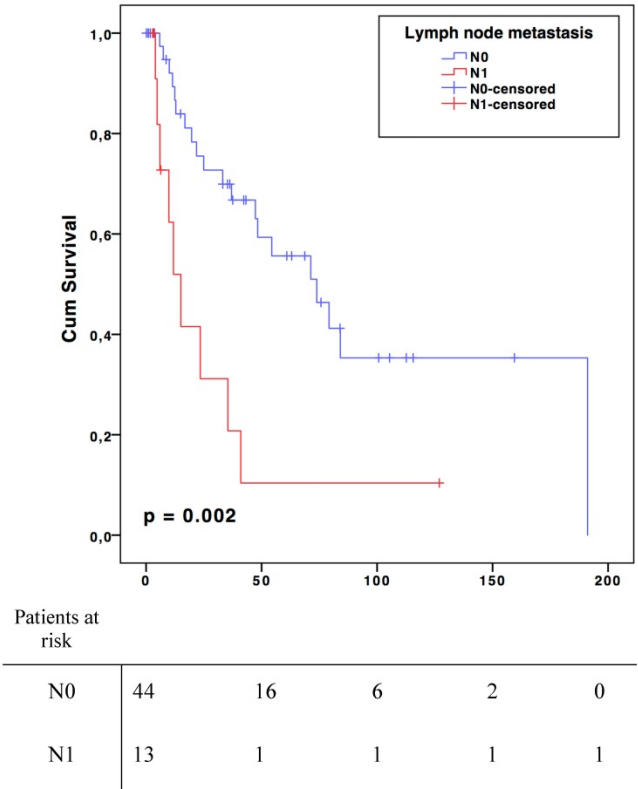 Lymph node metastasis
N0
N1
N0-censored
N1-censored
1,0
0,8
0,6
0,4
0,2
0,0
Cum Survival
p = 0.002
0 50 100 150 200
Patients at
risk
N0 44 16 6 2 0
N1 13 1 1 1 1